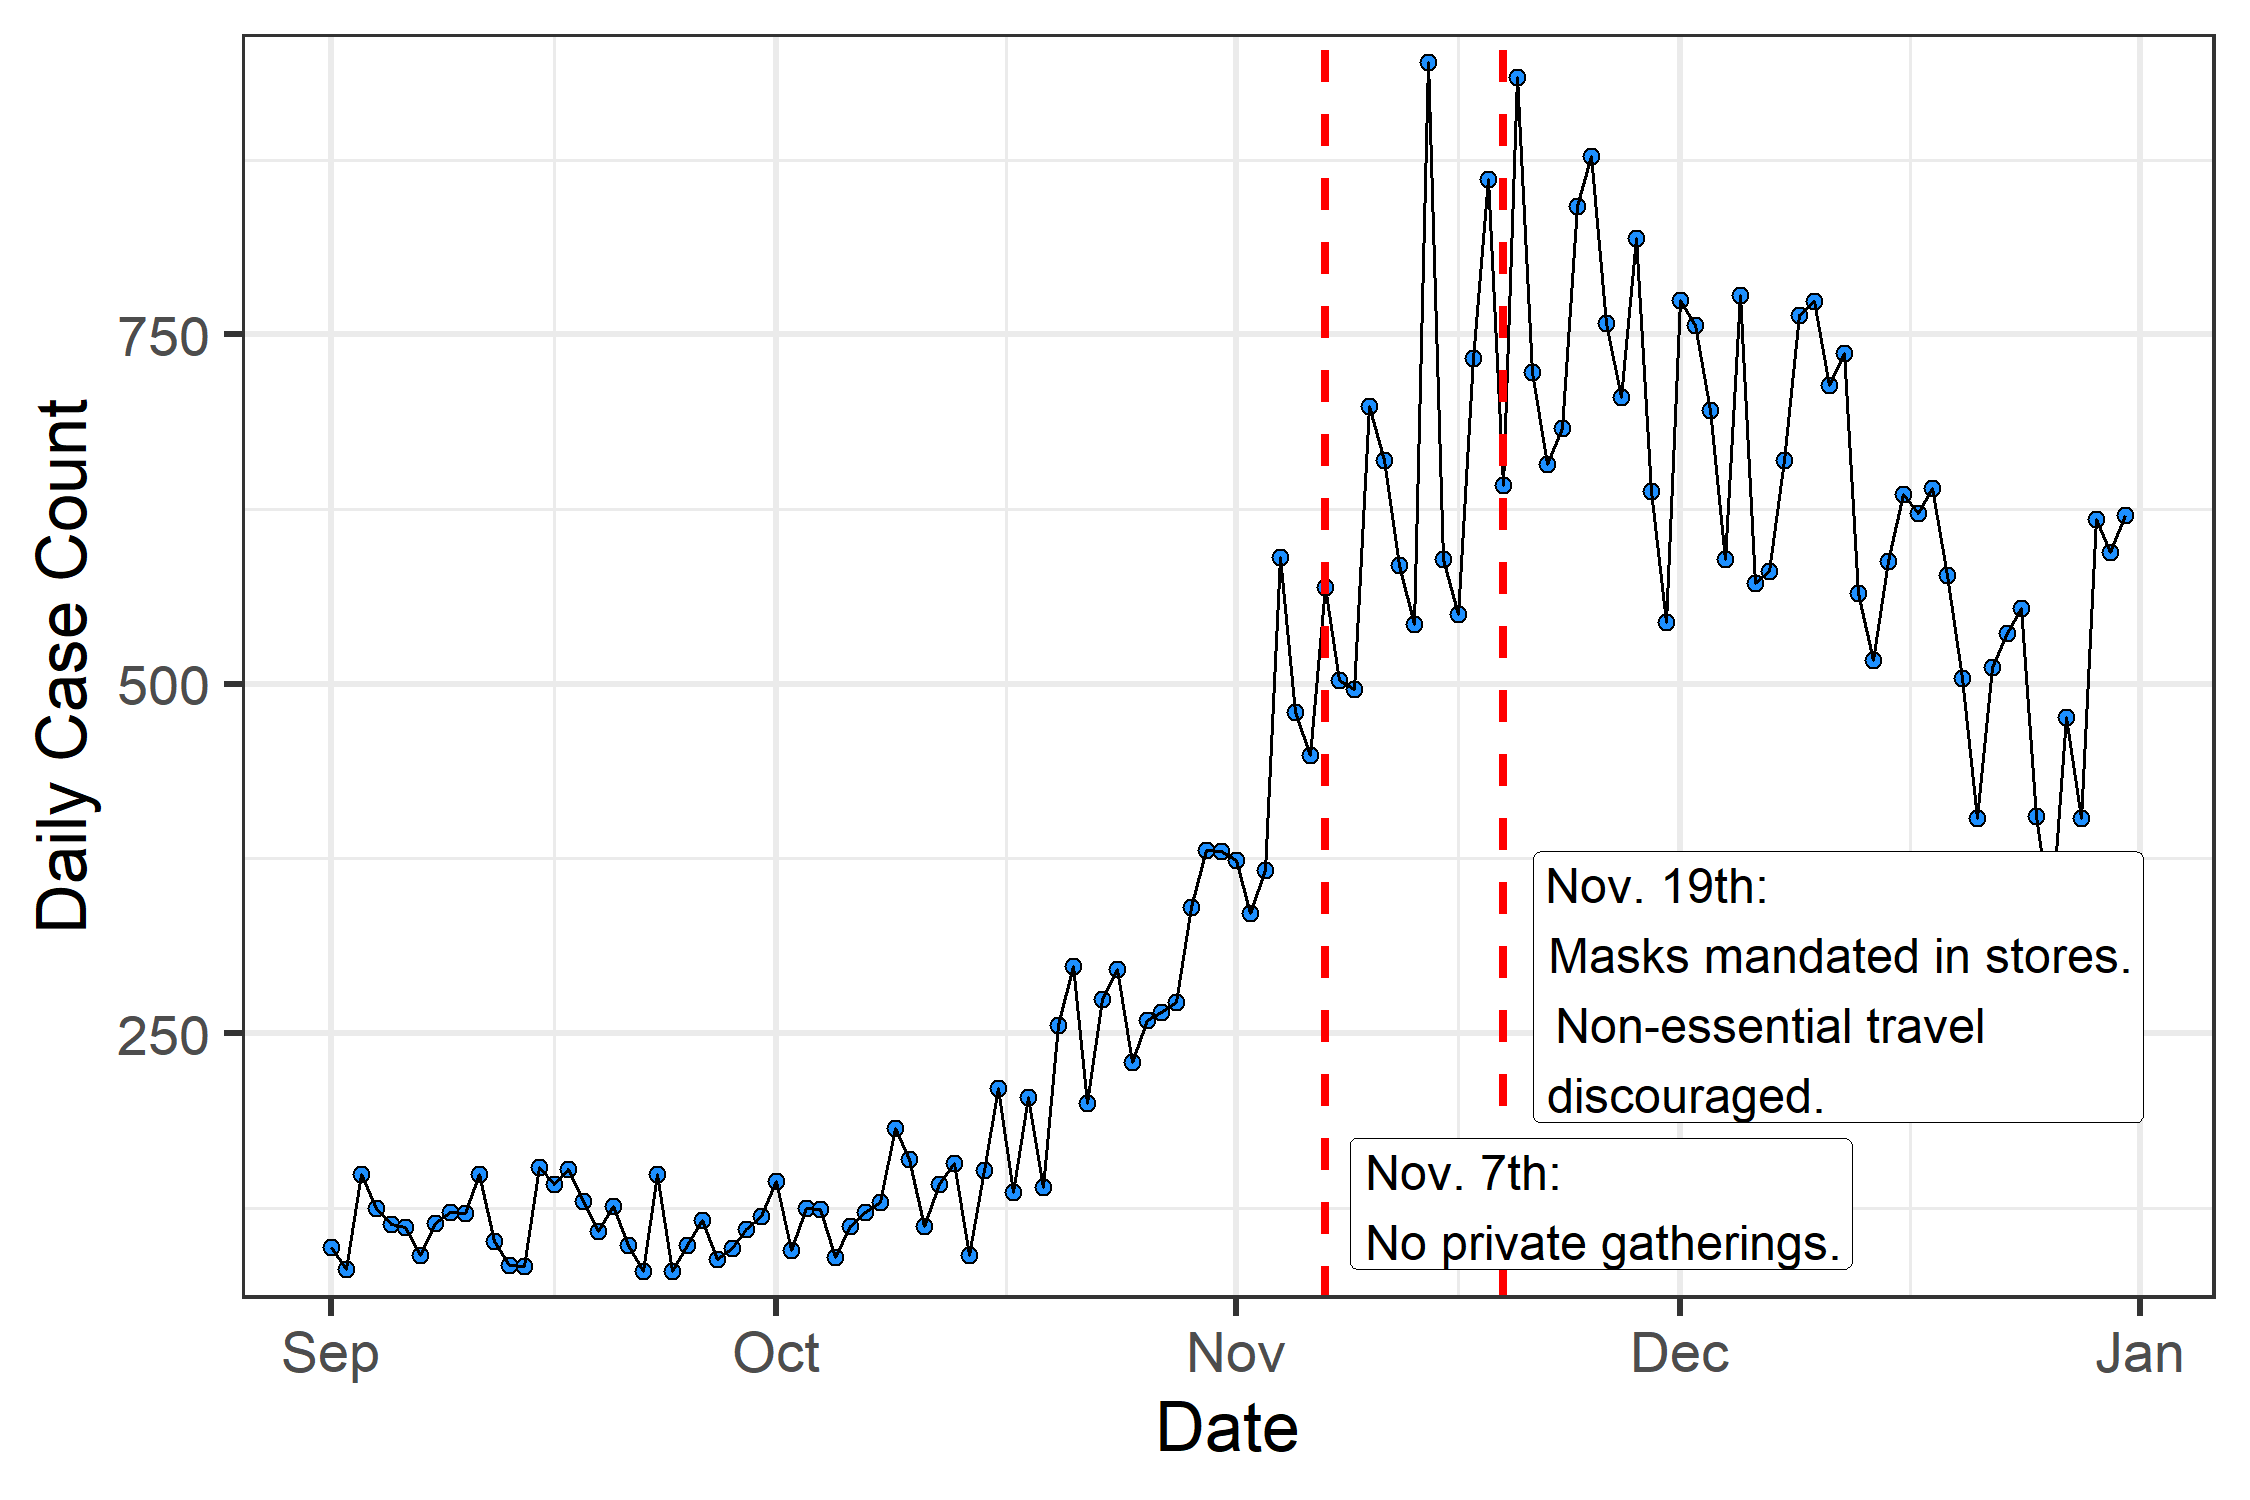 Daily Case Count
750
500
250
Nov. 19th:
Masks mandated in stores.
Non-essential travel
discouraged.
Nov. 7th:
No private gatherings.
Sep
Oct
Nov
Dec
Jan
Date